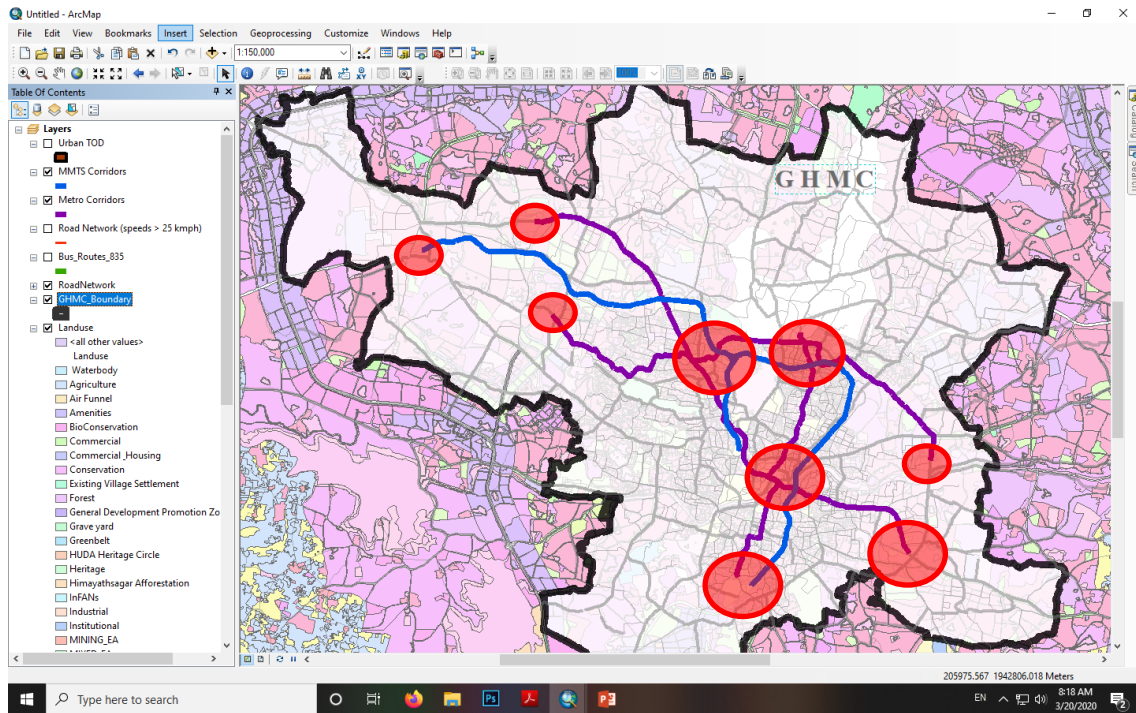 Untitled - ArcMap
File Edit View Bookmarks Insert Selection Geoprocessing Customize Windows Help
1:150,000
Table Of Contents
Layers
Urban TOD
MMTS Corridors
Metro Corridors
Road Network (speeds > 25 kmph)
Bus_Routes_835
RoadNetwork
GHMC_Boundary
Landuse
<all other values>
Landuse
Waterbody
Agriculture
Air Funnel
Amenities
BioConservation
Commercial
Commercial_Housing
Conservation
Existing Village Settlement
Forest
General Development Promotion Zo
Grave yard
Greenbelt
HUDA Heritage Circle
Heritage
Himayathsagar Afforestation
InFANs
Industrial
Institutional
MINING_EA
GHMC
205975.567 1942806.018 Meters
Type here to search
Ps
EN
8:18 AM
3/20/2020
2